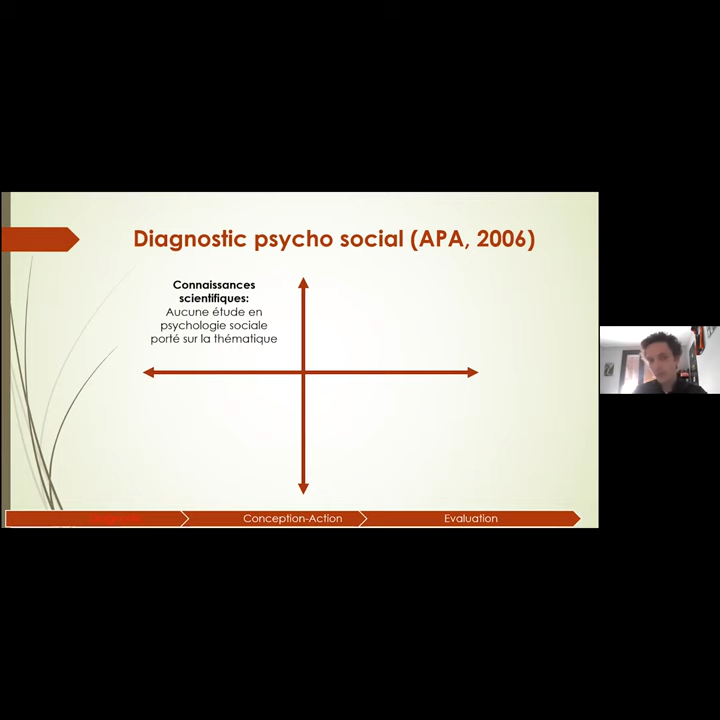 Diagnostic psycho social (APA, 2006)
Connaissances
scientifiques:
Aucune étude en
psychologie sociale
porté sur la thématique
Conception-Action
Evaluation